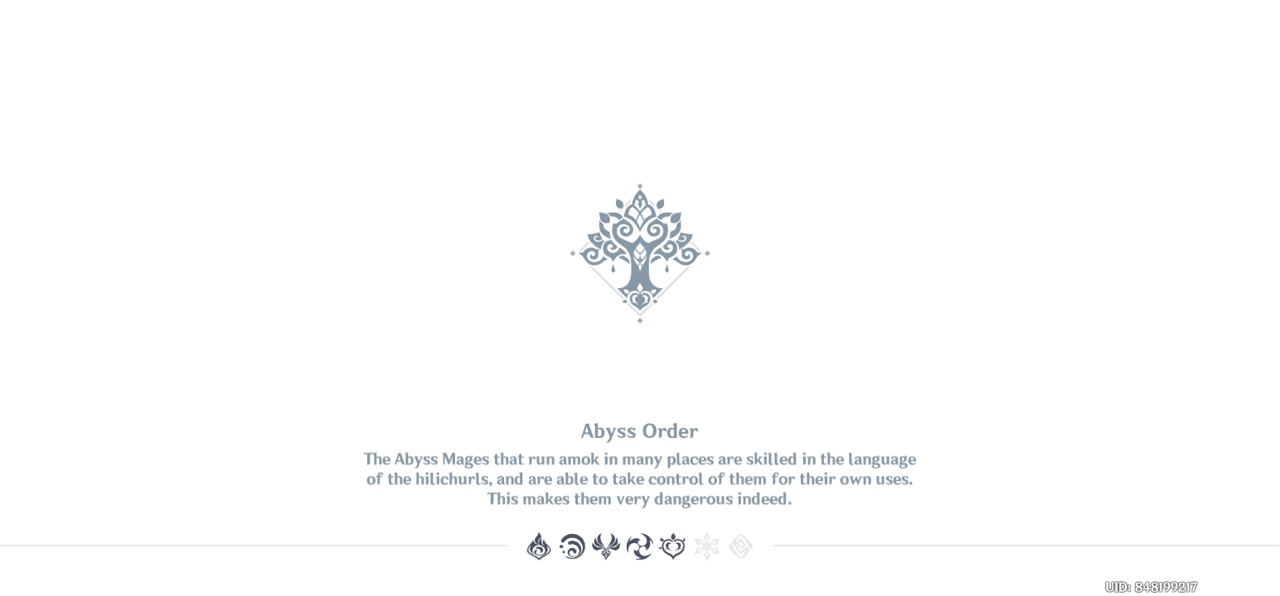 Abyss Order
The Abyss Mages that run amok in many places are skilled in the language
of the hilichurls, and are able to take control of them for their own uses.
This makes them very dangerous indeed.
UID: 848199217